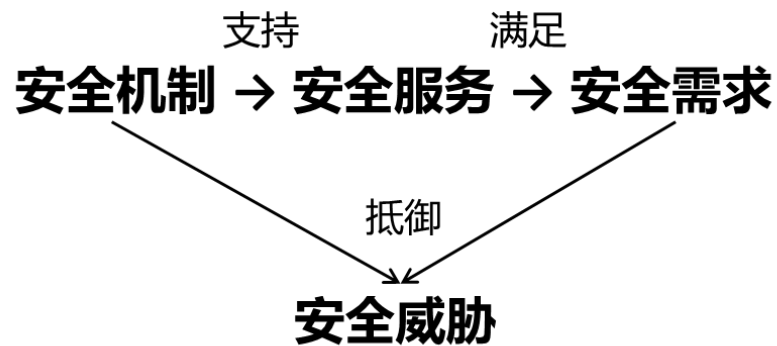 支持 满足
安全机制 → 安全服务 → 安全需求
抵御
安全威胁